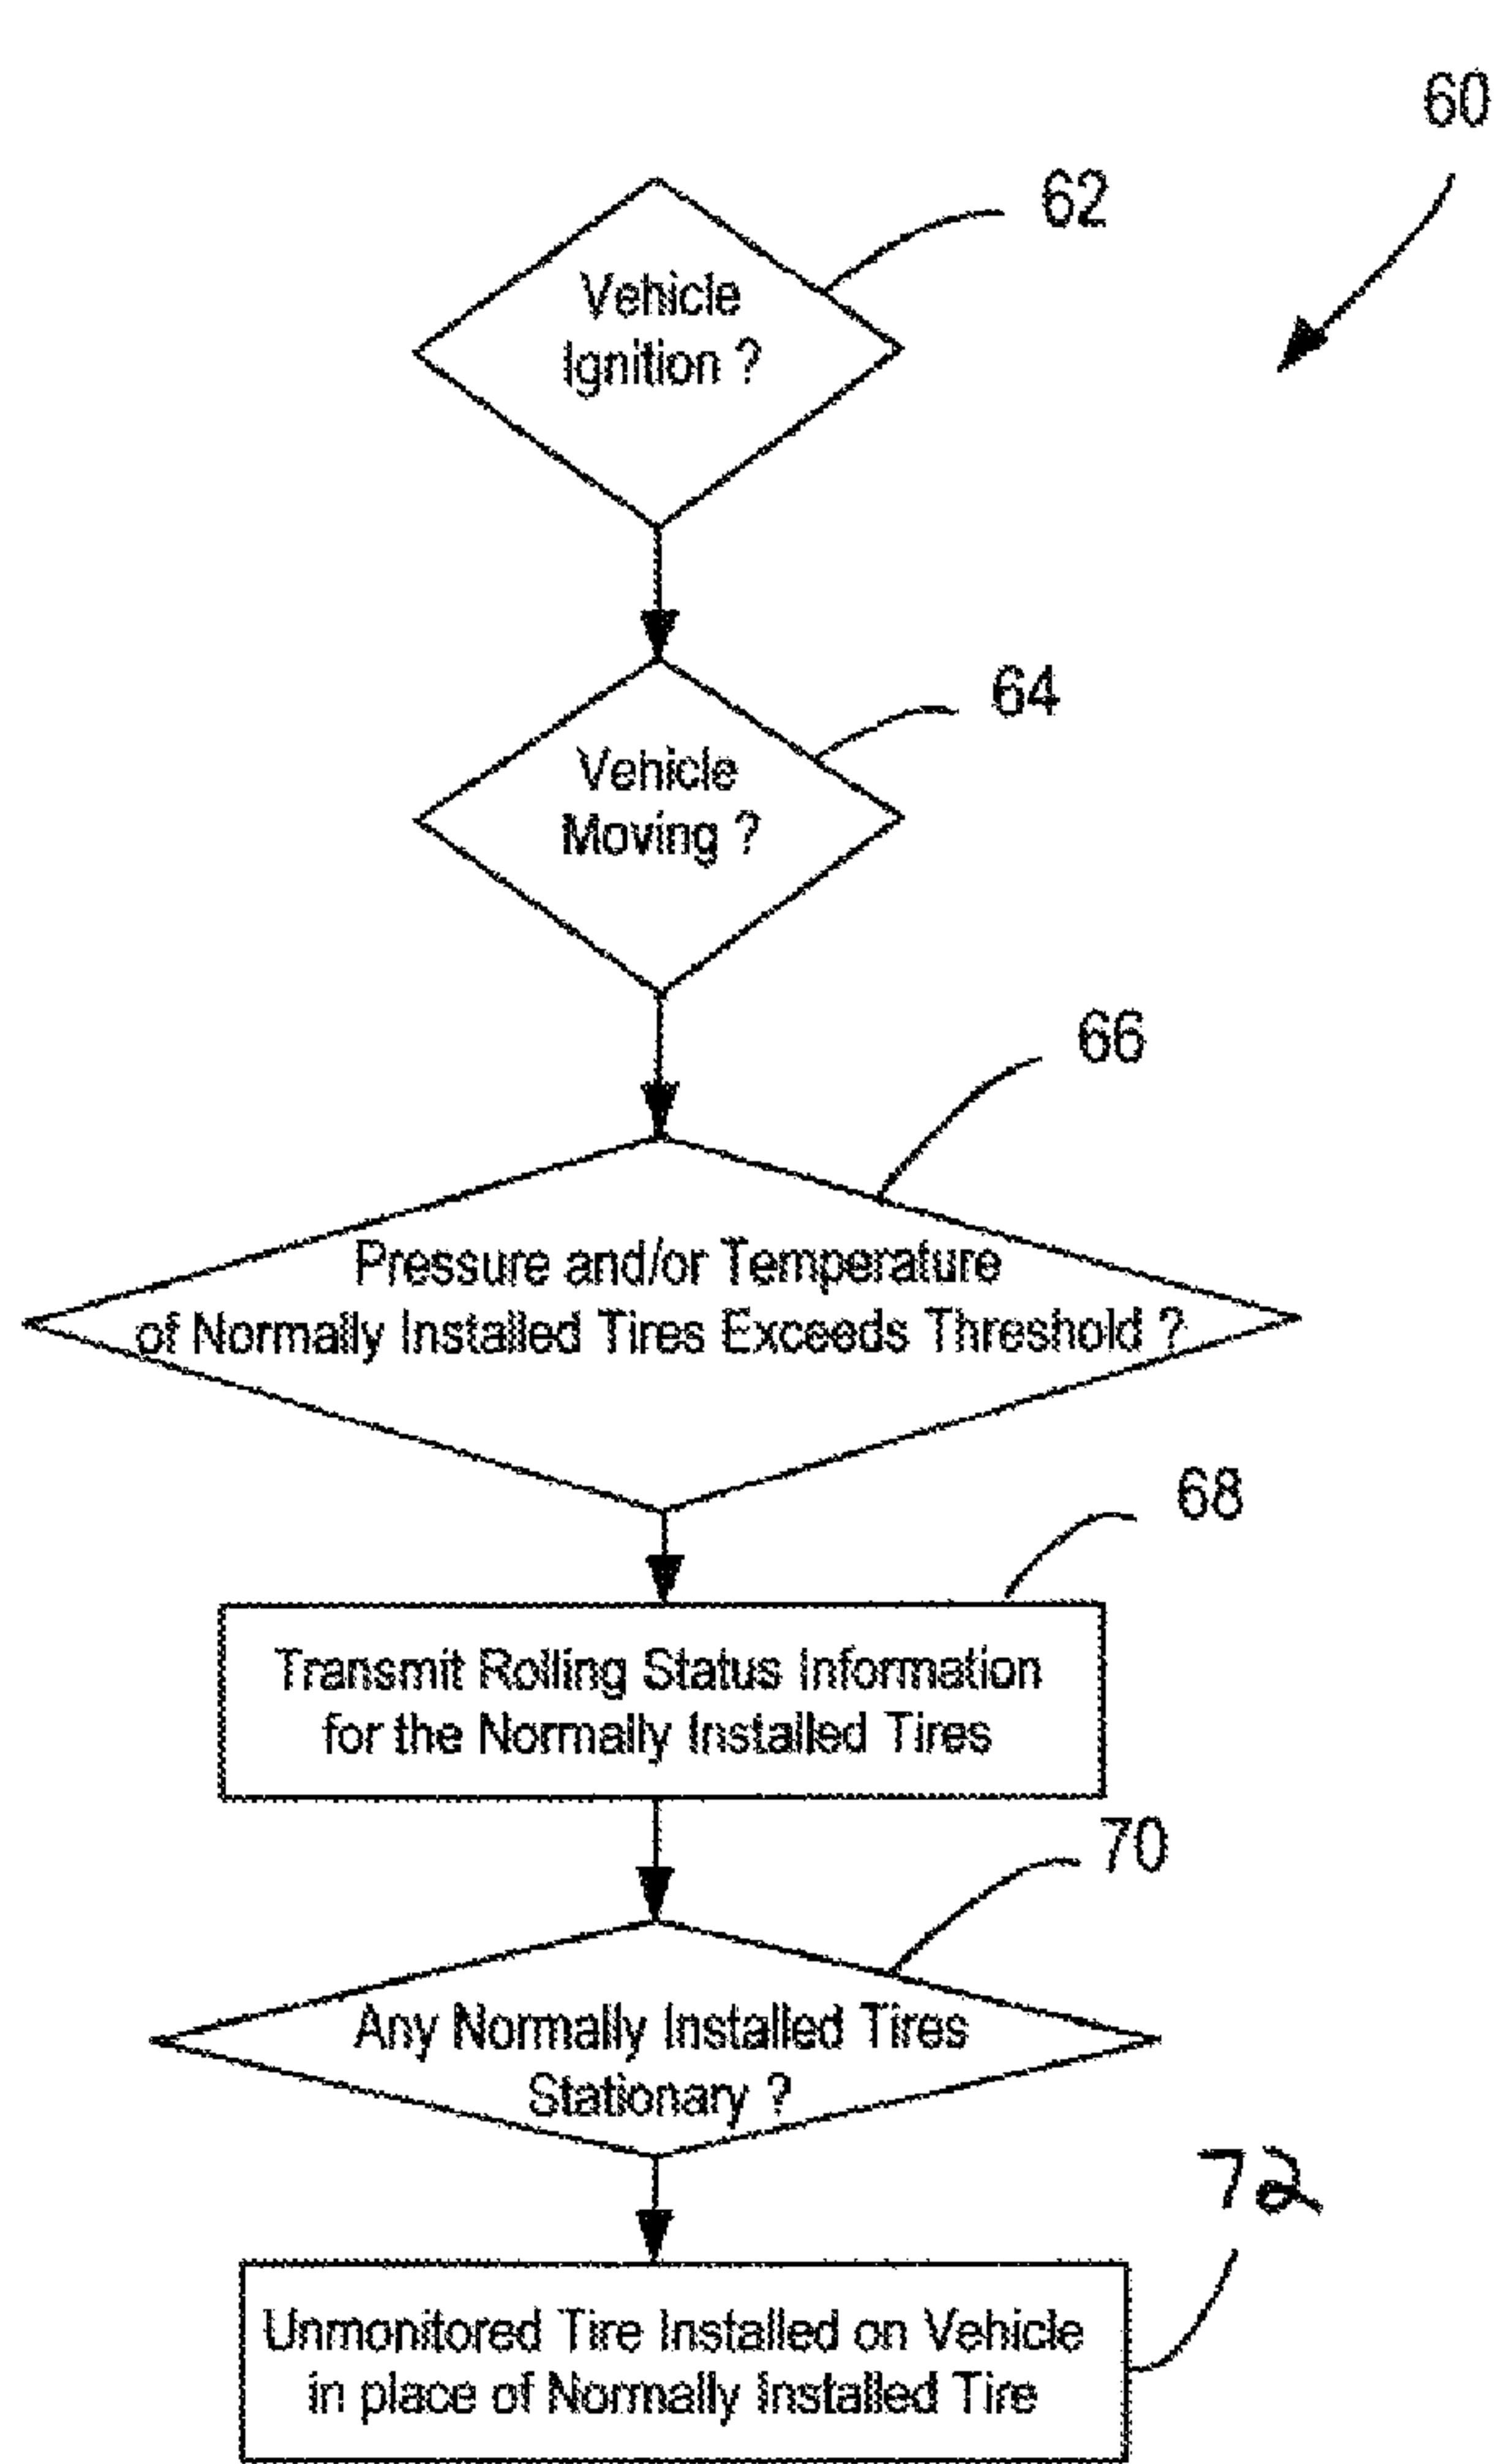 60
62
Vehicle
Ignition ?
64
Vehicle
Moving ?
66
Pressure and/or Temperature
of Normally Installed Tires Exceeds Threshold ?
68
Transmit Rolling Status Information
for the Normally Installed Tires
70
Any Normally Installed Tires
Stationary ?
72
Unmonitored Tire Installed on Vehicle
in place of Normally Installed Tire